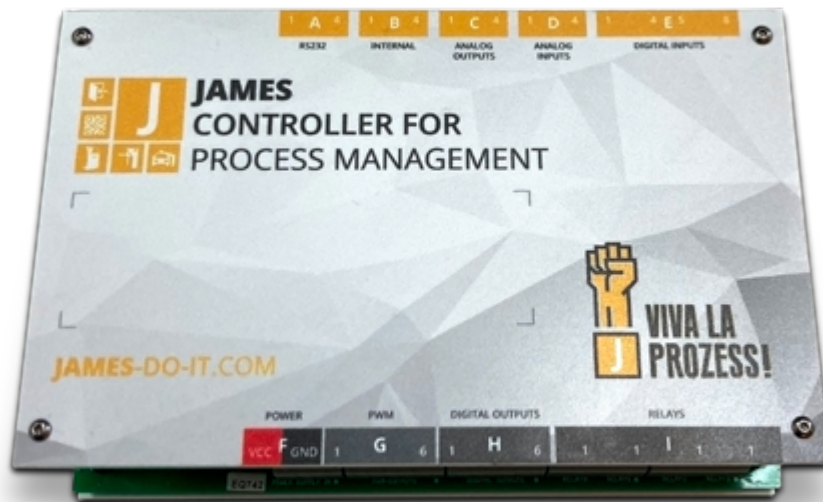 1 A 4 1 B 4 1 C 4 1 D 4 1 4 E 5 8
RS232 INTERNAL ANALOG OUTPUTS ANALOG INPUTS DIGITAL INPUTS
J JAMES
CONTROLLER FOR
PROCESS MANAGEMENT
VIVA LA
J PROZESS!
JAMES-DO-IT.COM
POWER PWM DIGITAL OUTPUTS RELAYS
VCC F GND 1 G 6 1 H 6 1 1 I 1 1
EQT42